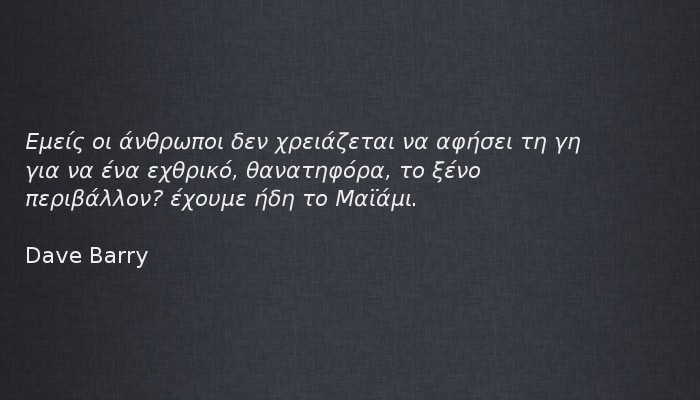 Εμείς οι άνθρωποι δεν χρειάζεται να αφήσει τη γη
για να ένα εχθρικό, θανατηφόρα, το ξένο
περιβάλλον? έχουμε ήδη το Μαϊάμι.
Dave Barry